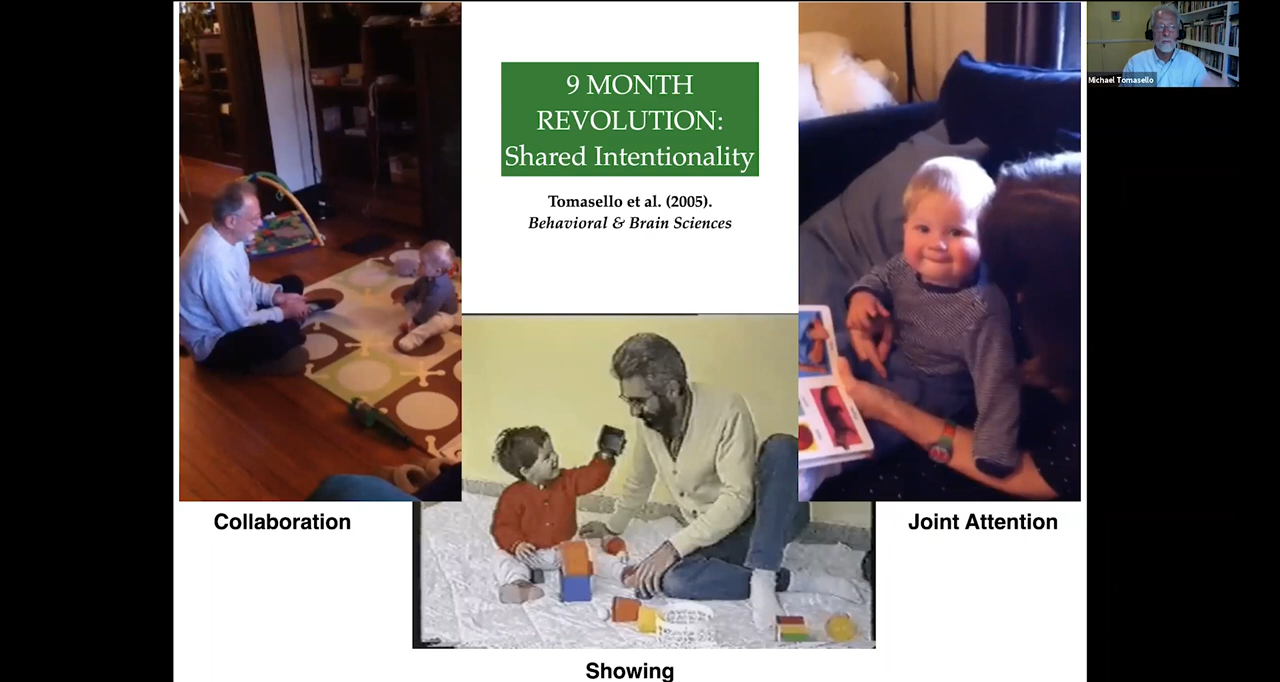 9 MONTH
REVOLUTION:
Shared Intentionality
Tomasello et al. (2005).
Behavioral & Brain Sciences
Michael Tomasello
Collaboration
Joint Attention
Showing